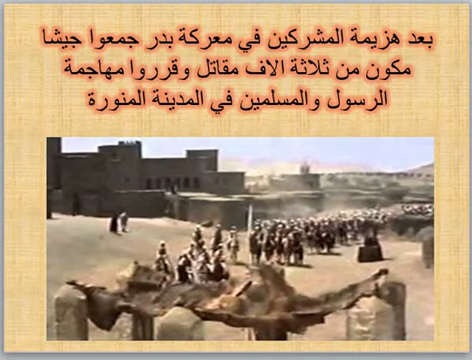 بعد هزيمة المشركين في معركة بدر جمعوا جيشا
مكون من ثلاثة الاف مقاتل وقرروا مهاجمة
الرسول والمسلمين في المدينة المنورة